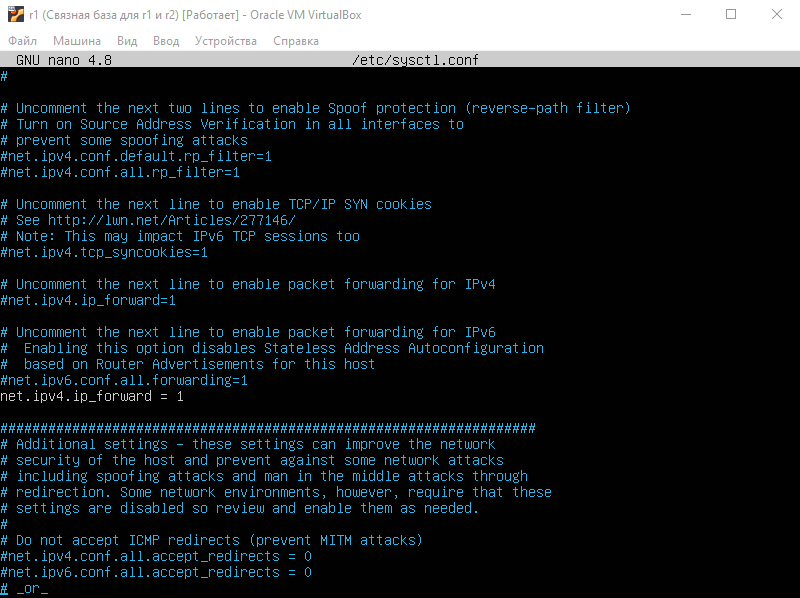 r1 (Связная база для r1 и r2) [Работает] - Oracle VM VirtualBox
Файл Машина Вид Ввод Устройства Справка
GNU nano 4.8 /etc/sysctl.conf
#
# Uncomment the next two lines to enable Spoof protection (reverse-path filter)
# Turn on Source Address Verification in all interfaces to
# prevent some spoofing attacks
#net.ipv4.conf.default.rp_filter=1
#net.ipv4.conf.all.rp_filter=1
# Uncomment the next line to enable TCP/IP SYN cookies
# See http://lwn.net/Articles/277146/
# Note: This may impact IPv6 TCP sessions too
#net.ipv4.tcp_syncookies=1
# Uncomment the next line to enable packet forwarding for IPv4
#net.ipv4.ip_forward=1
# Uncomment the next line to enable packet forwarding for IPv6
#  Enabling this option disables Stateless Address Autoconfiguration
#  based on Router Advertisements for this host
#net.ipv6.conf.all.forwarding=1
net.ipv4.ip_forward = 1
###################################################################
# Additional settings - these settings can improve the network
# security of the host and prevent against some network attacks
# including spoofing attacks and man in the middle attacks through
# redirection. Some network environments, however, require that these
# settings are disabled so review and enable them as needed.
#
# Do not accept ICMP redirects (prevent MITM attacks)
#net.ipv4.conf.all.accept_redirects = 0
#net.ipv6.conf.all.accept_redirects = 0
# _or_